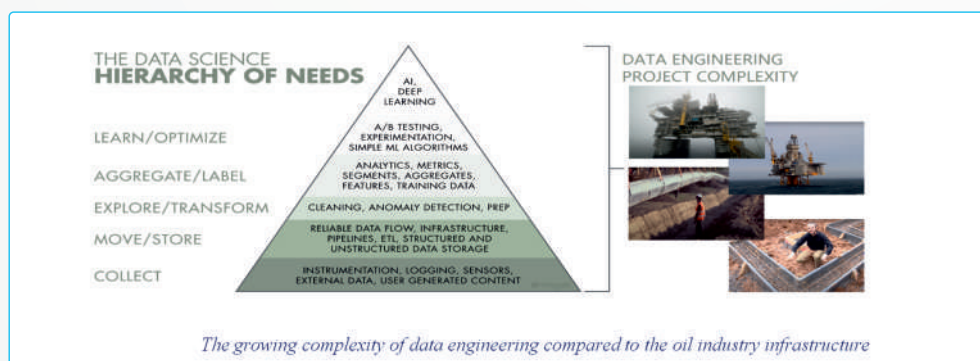 THE DATA SCIENCE
HIERARCHY OF NEEDS
LEARN/OPTIMIZE
AGGREGATE/LABEL
EXPLORE/TRANSFORM
MOVE/STORE
COLLECT
AI,
DEEP
LEARNING
A/B TESTING,
EXPERIMENTATION,
SIMPLE ML ALGORITHMS
ANALYTICS, METRICS,
SEGMENTS, AGGREGATES,
FEATURES, TRAINING DATA
CLEANING, ANOMALY DETECTION, PREP
RELIABLE DATA FLOW, INFRASTRUCTURE,
PIPELINES, ETL, STRUCTURED AND
UNSTRUCTURED DATA STORAGE
INSTRUMENTATION, LOGGING, SENSORS,
EXTERNAL DATA, USER GENERATED CONTENT
DATA ENGINEERING
PROJECT COMPLEXITY
The growing complexity of data engineering compared to the oil industry infrastructure